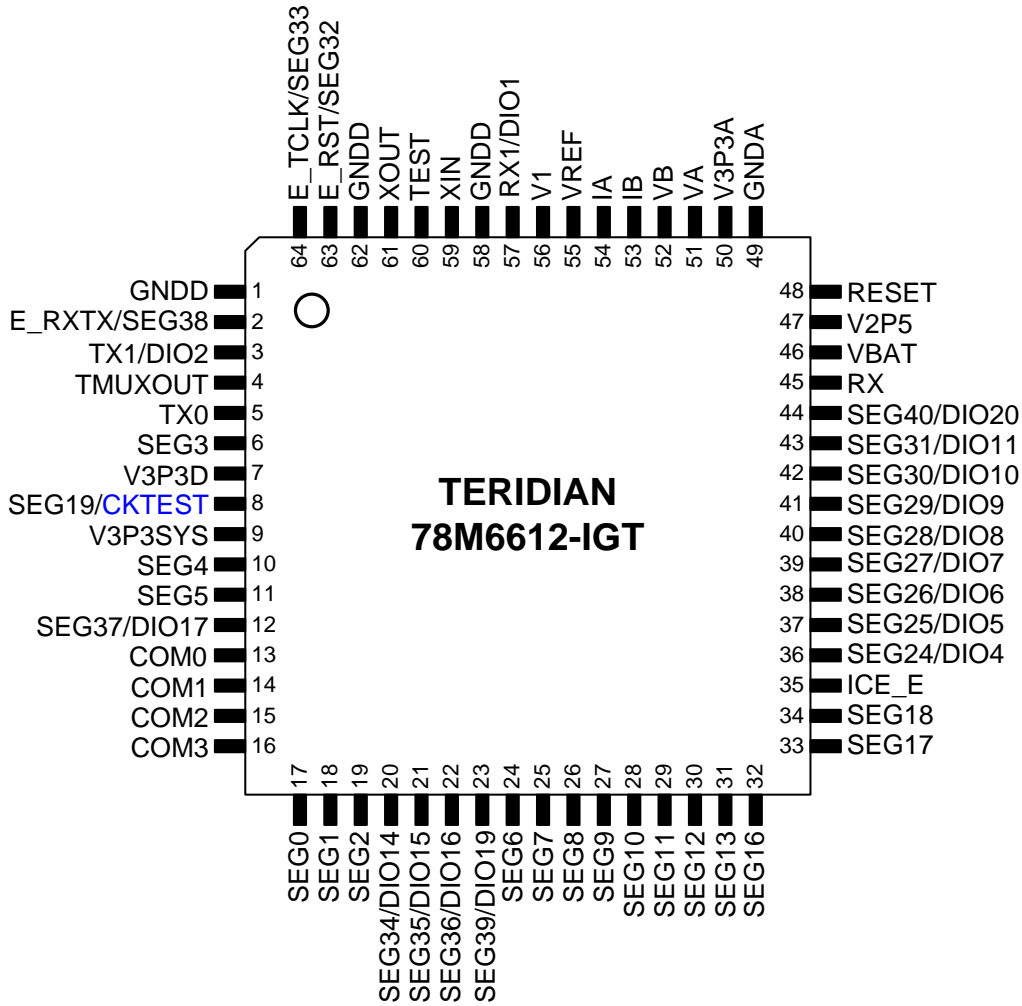 E_TCLK/SEG33
E_RST/SEG32
GNDD
XOUT
TEST
XIN
GNDD
RX1/DIO1
V1
VREF
IA
IB
VB
VA
V3P3A
GNDA
64
63
62
61
60
59
58
57
56
55
54
53
52
51
50
49
GNDD 1
E_RXTX/SEG38 2
TX1/DIO2 3
TMUXOUT 4
TX0 5
SEG3 6
V3P3D 7
SEG19/CKTEST 8
V3P3SYS 9
SEG4 10
SEG5 11
SEG37/DIO17 12
COM0 13
COM1 14
COM2 15
COM3 16
TERIDIAN
78M6612-IGT
48 RESET
47 V2P5
46 VBAT
45 RX
44 SEG40/DIO20
43 SEG31/DIO11
42 SEG30/DIO10
41 SEG29/DIO9
40 SEG28/DIO8
39 SEG27/DIO7
38 SEG26/DIO6
37 SEG25/DIO5
36 SEG24/DIO4
35 ICE_E
34 SEG18
33 SEG17
17
18
19
20
21
22
23
24
25
26
27
28
29
30
31
32
SEG0
SEG1
SEG2
SEG34/DIO14
SEG35/DIO15
SEG36/DIO16
SEG39/DIO19
SEG6
SEG7
SEG8
SEG9
SEG10
SEG11
SEG12
SEG13
SEG16